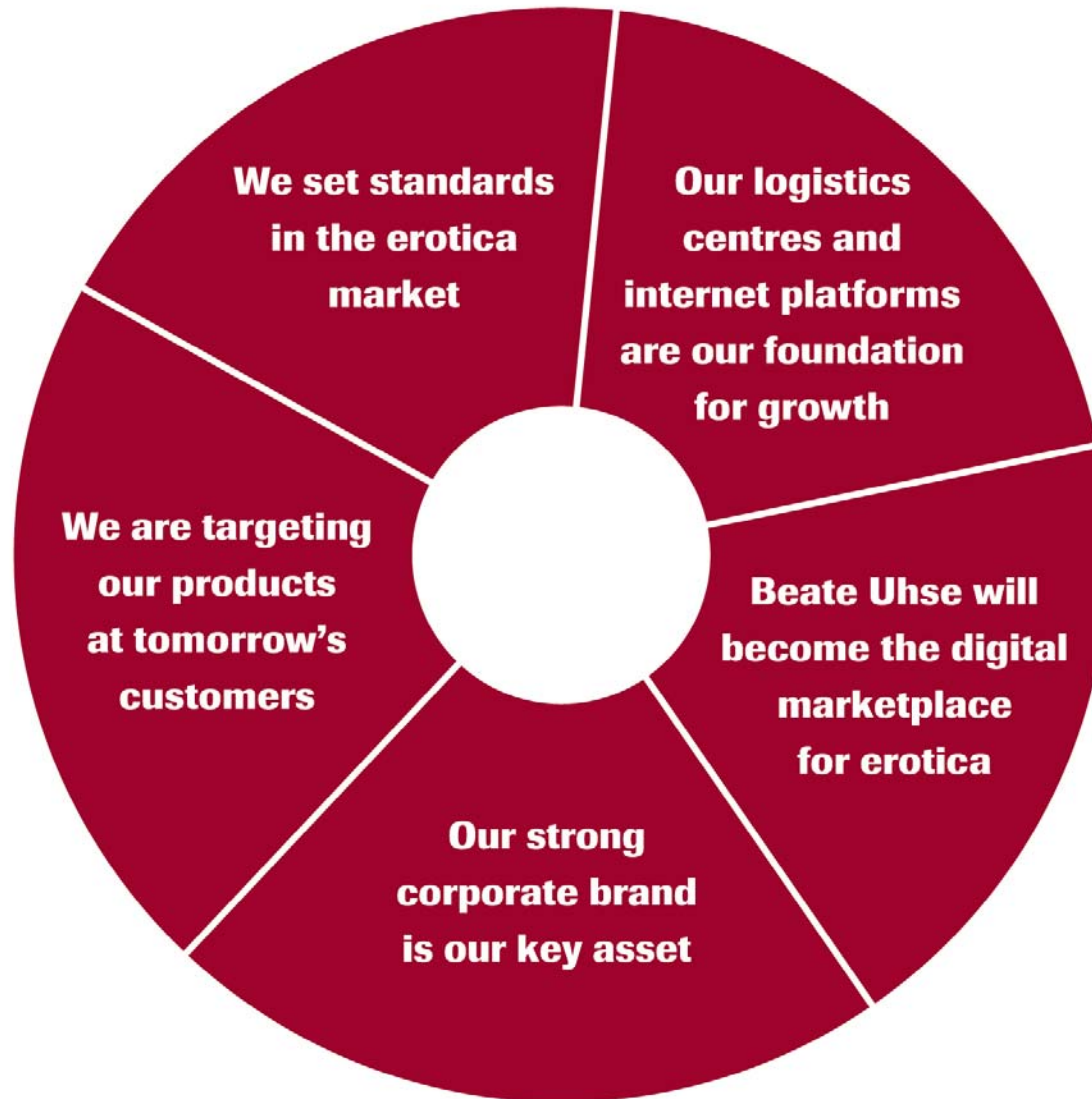 We set standards
in the erotica
market
Our logistics
centres and
internet platforms
are our foundation
for growth
Beate Uhse will
become the digital
marketplace
for erotica
Our strong
corporate brand
is our key asset
We are targeting
our products
at tomorrow’s
customers